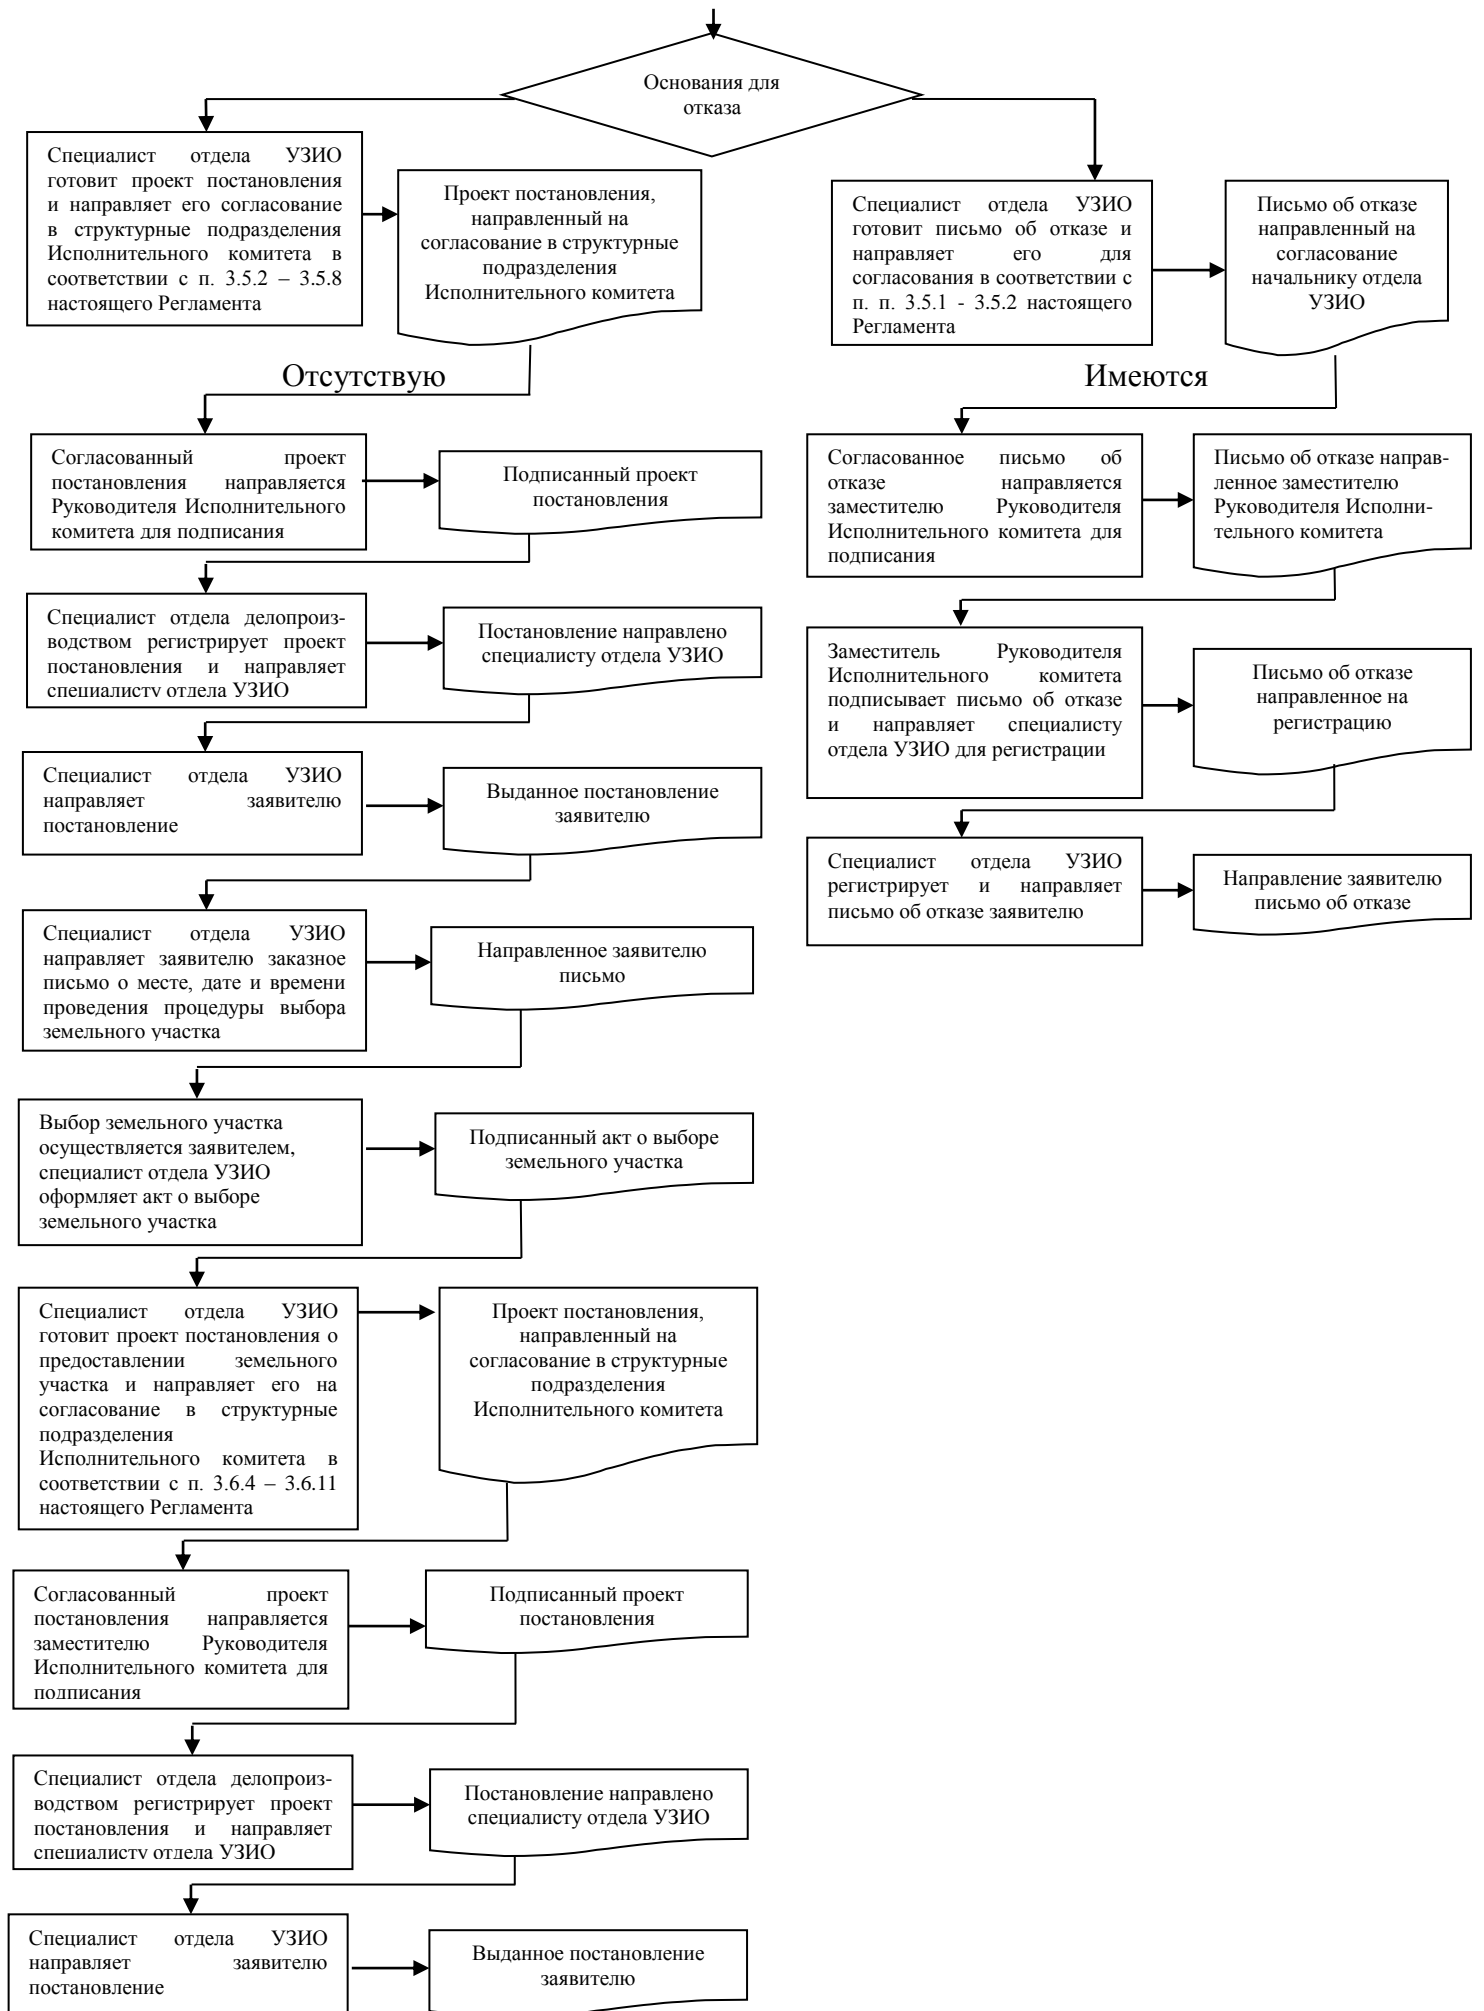 Основания для
отказа
Специалист отдела УЗИО
готовит проект постановления
и направляет его согласование
в структурные подразделения
Исполнительного комитета в
соответствии с п. 3.5.2 – 3.5.8
настоящего Регламента
Проект постановления,
направленный на
согласование в структурные
подразделения
Исполнительного комитета
Специалист отдела УЗИО
готовит письмо об отказе и
направляет его для
согласования в соответствии с
п. п. 3.5.1 - 3.5.2 настоящего
Регламента
Письмо об отказе
направленный на
согласование
начальнику отдела
УЗИО
Отсутствую
Имеются
Согласованный проект
постановления направляется
Руководителя Исполнительного
комитета для подписания
Подписанный проект
постановления
Согласованное письмо об
отказе направляется
заместителю Руководителя
Исполнительного комитета для
подписания
Письмо об отказе направ-
ленное заместителю
Руководителя Исполни-
тельного комитета
Специалист отдела делопроиз-
водством регистрирует проект
постановления и направляет
специалисту отдела УЗИО
Постановление направлено
специалисту отдела УЗИО
Заместитель Руководителя
Исполнительного комитета
подписывает письмо об отказе
и направляет специалисту
отдела УЗИО для регистрации
Письмо об отказе
направленное на
регистрацию
Специалист отдела УЗИО
направляет заявителю
постановление
Выданное постановление
заявителю
Специалист отдела УЗИО
регистрирует и направляет
письмо об отказе заявителю
Направление заявителю
письмо об отказе
Специалист отдела УЗИО
направляет заявителю заказное
письмо о месте, дате и времени
проведения процедуры выбора
земельного участка
Направленное заявителю
письмо
Выбор земельного участка
осуществляется заявителем,
специалист отдела УЗИО
оформляет акт о выборе
земельного участка
Подписанный акт о выборе
земельного участка
Специалист отдела УЗИО
готовит проект постановления о
предоставлении земельного
участка и направляет его на
согласование в структурные
подразделения
Исполнительного комитета в
соответствии с п. 3.6.4 – 3.6.11
настоящего Регламента
Проект постановления,
направленный на
согласование в структурные
подразделения
Исполнительного комитета
Согласованный проект
постановления направляется
заместителю Руководителя
Исполнительного комитета для
подписания
Подписанный проект
постановления
Специалист отдела делопроиз-
водством регистрирует проект
постановления и направляет
специалисту отдела УЗИО
Постановление направлено
специалисту отдела УЗИО
Специалист отдела УЗИО
направляет заявителю
постановление
Выданное постановление
заявителю